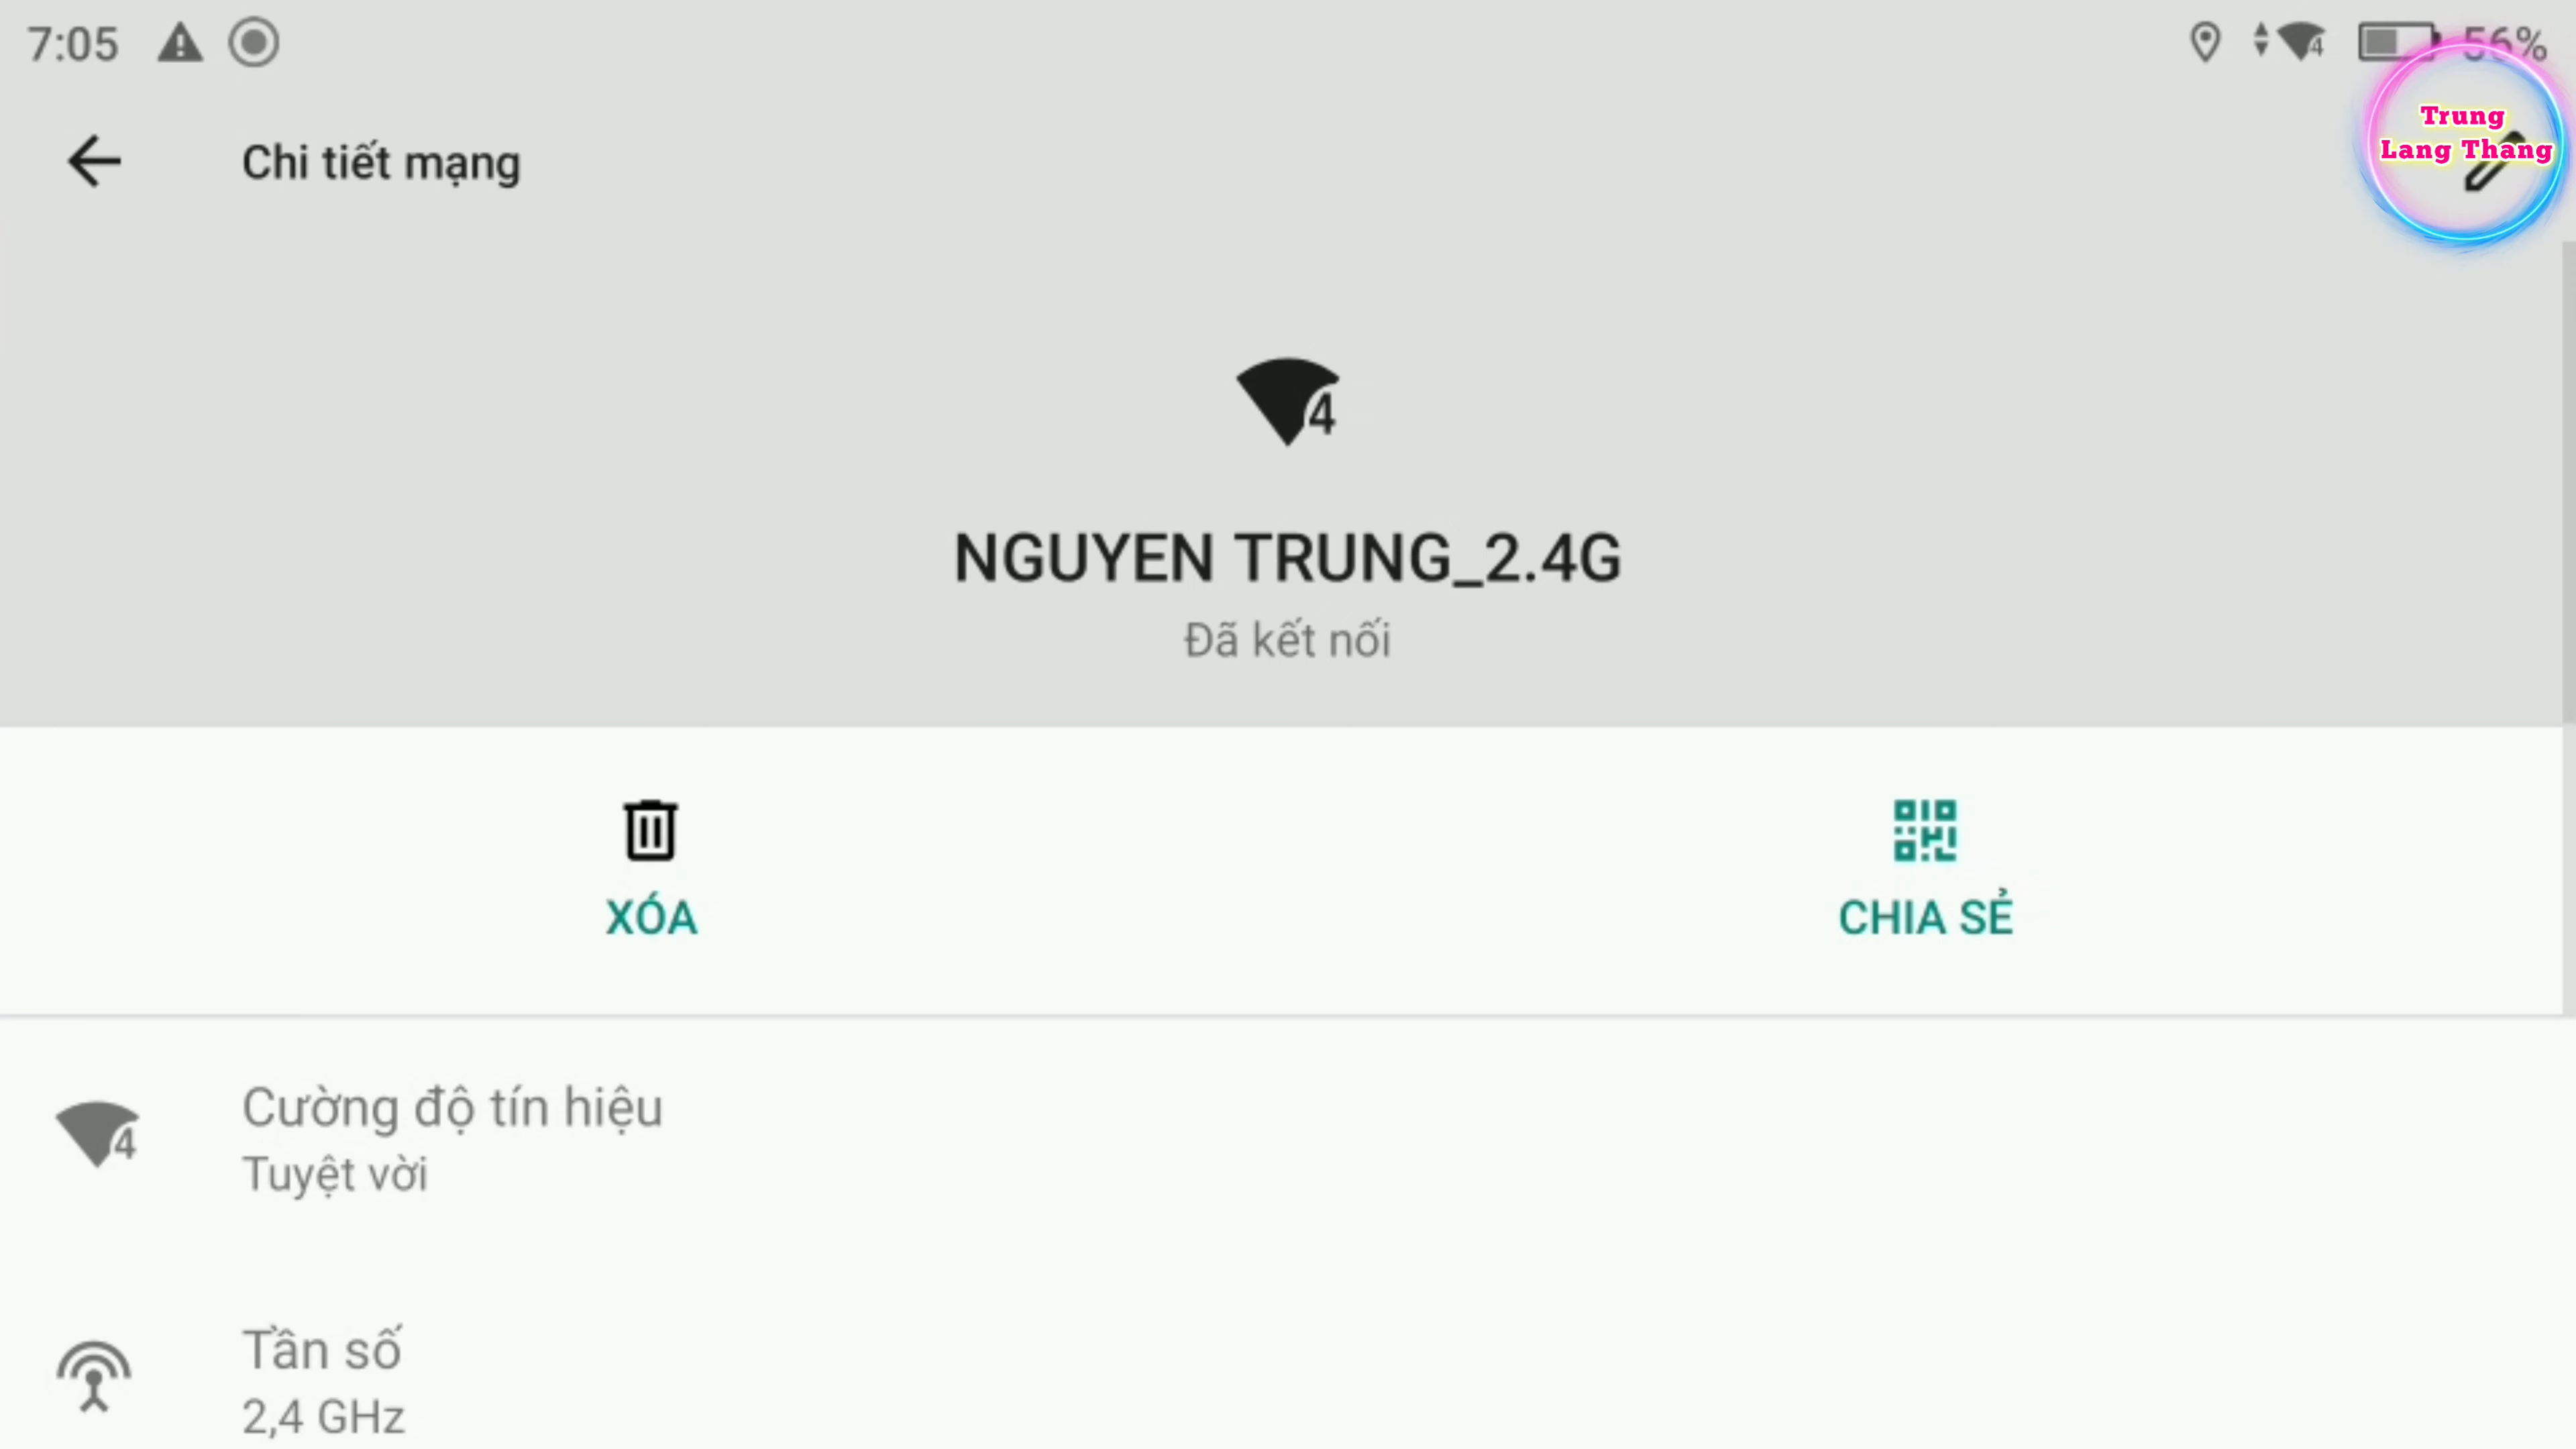 7:05
56%
Trung
Lang Thang
Chi tiết mạng
4
NGUYEN TRUNG_2.4G
Đã kết nối
XÓA
CHIA SẺ
Cường độ tín hiệu
Tuyệt vời
Tần số
2,4 GHz